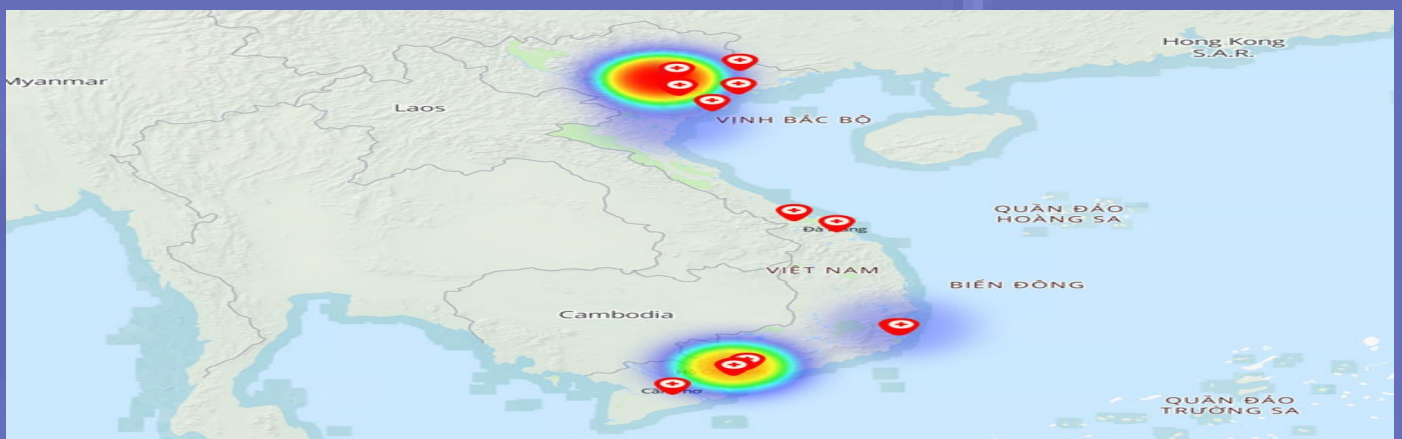 Hong Kong
S.A.R.
Myanmar
Laos
VỊNH BẮC BỘ
QUẦN ĐẢO
HOÀNG SA
VIỆT NAM
BIỂN ĐÔNG
Cambodia
QUẦN ĐẢO
TRƯỜNG SA